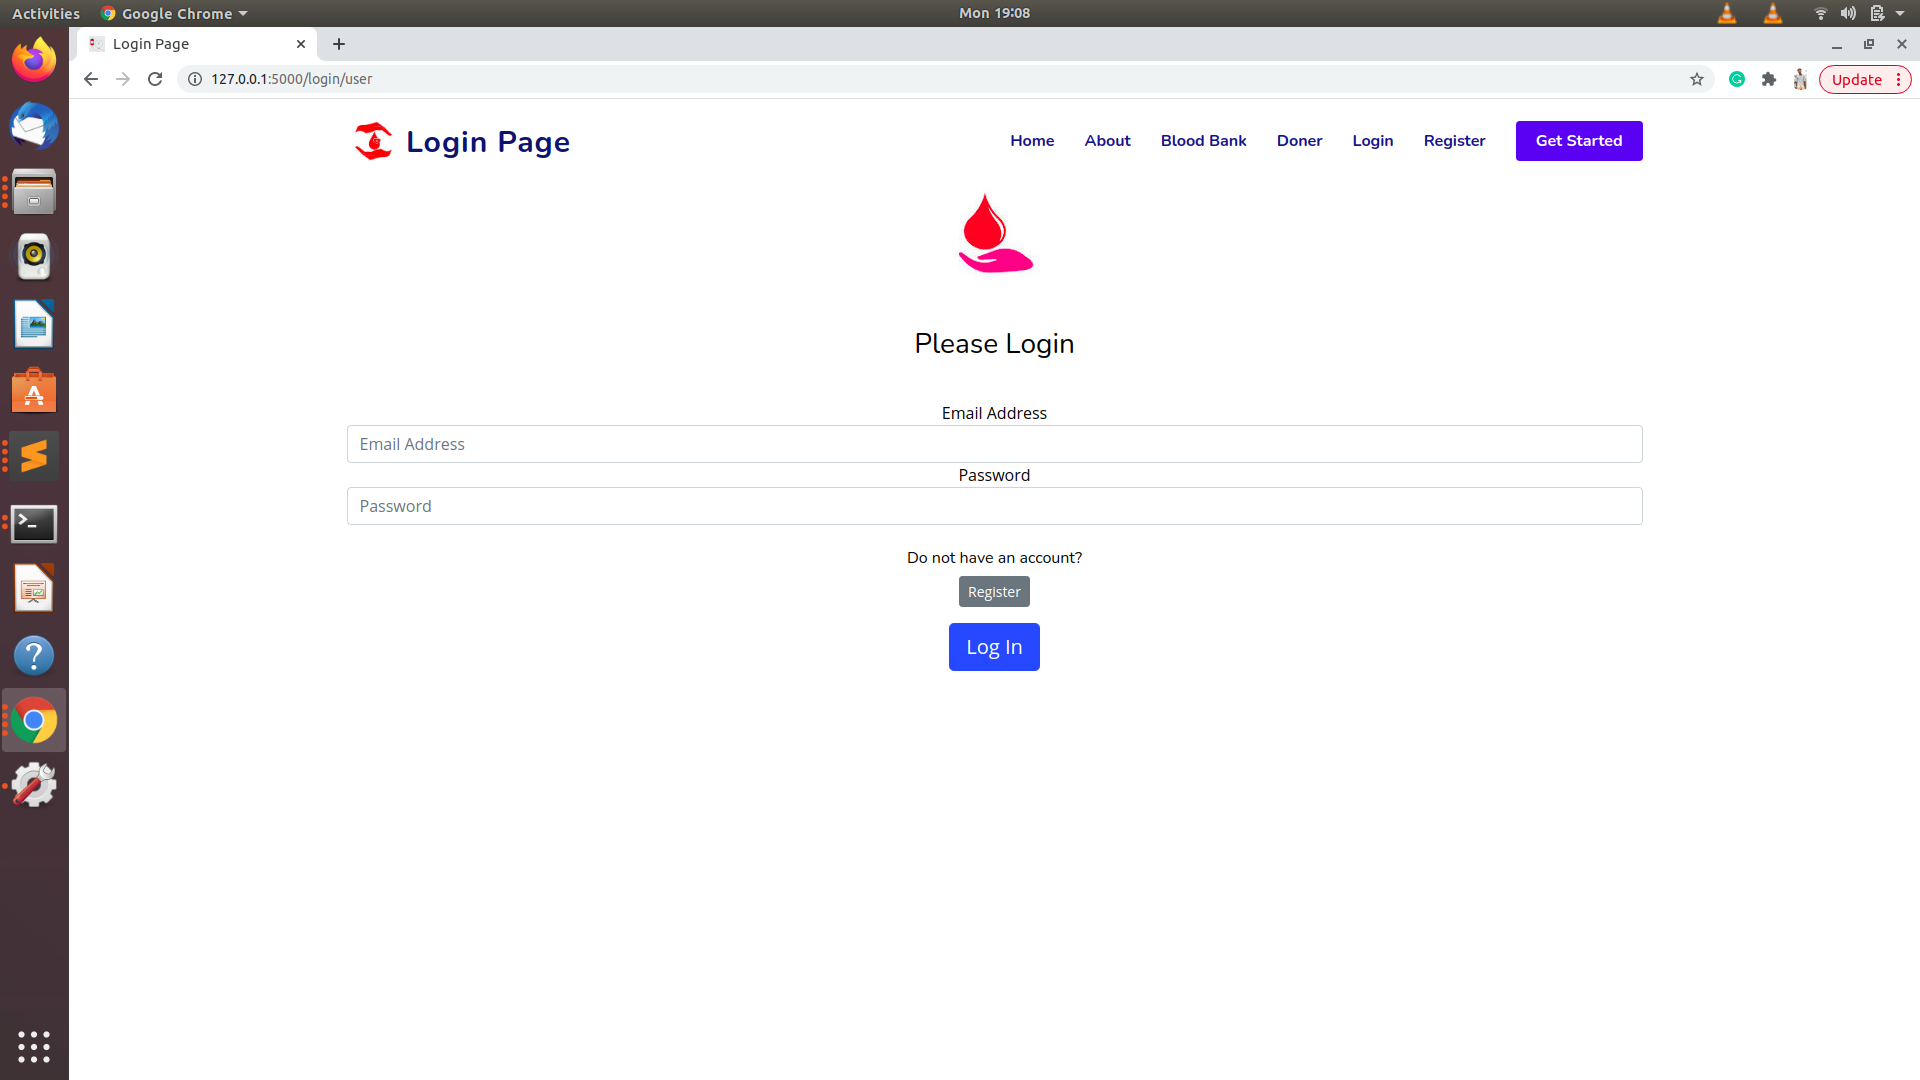 Activities Google Chrome Mon 19:08
Login Page
127.0.0.1:5000/login/user Update
Login Page Home About Blood Bank Doner Login Register Get Started
Please Login
Email Address
Email Address
Password
Password
Do not have an account?
Register
Log In